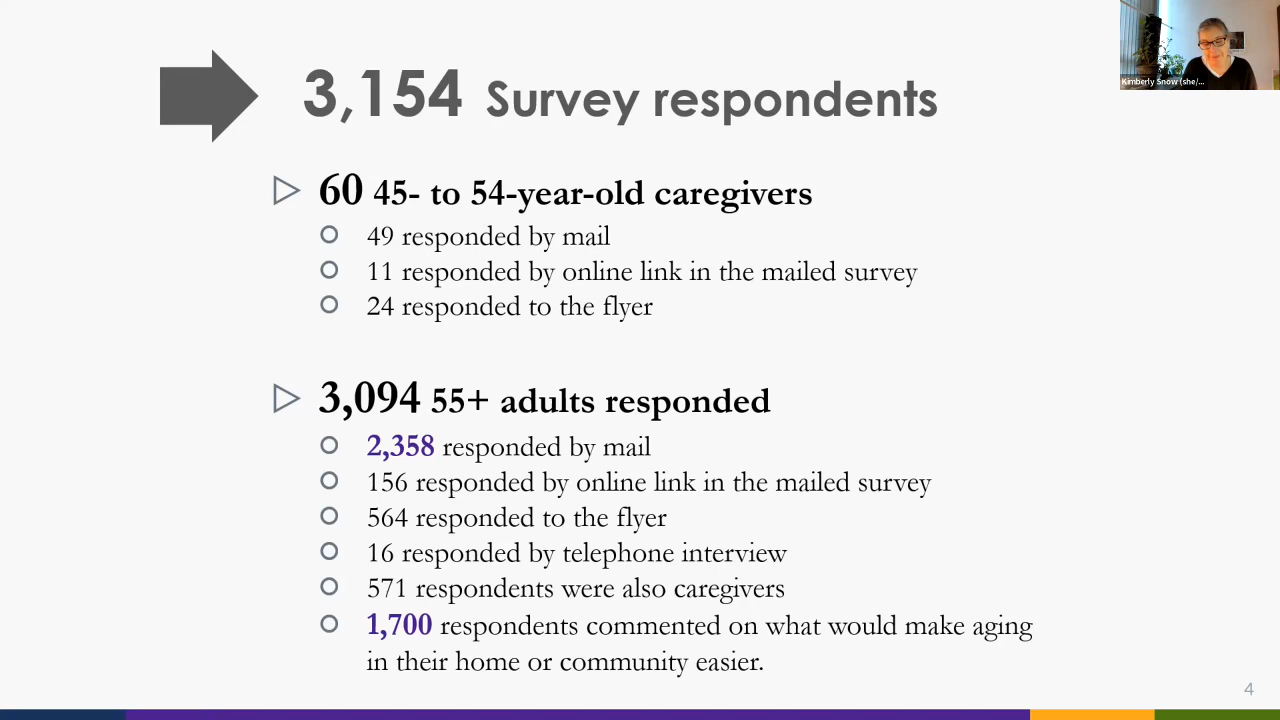 Kimberly Snow (she/...
3,154 Survey respondents
60 45- to 54-year-old caregivers
49 responded by mail
11 responded by online link in the mailed survey
24 responded to the flyer
3,094 55+ adults responded
2,358 responded by mail
156 responded by online link in the mailed survey
564 responded to the flyer
16 responded by telephone interview
571 respondents were also caregivers
1,700 respondents commented on what would make aging
in their home or community easier.
4